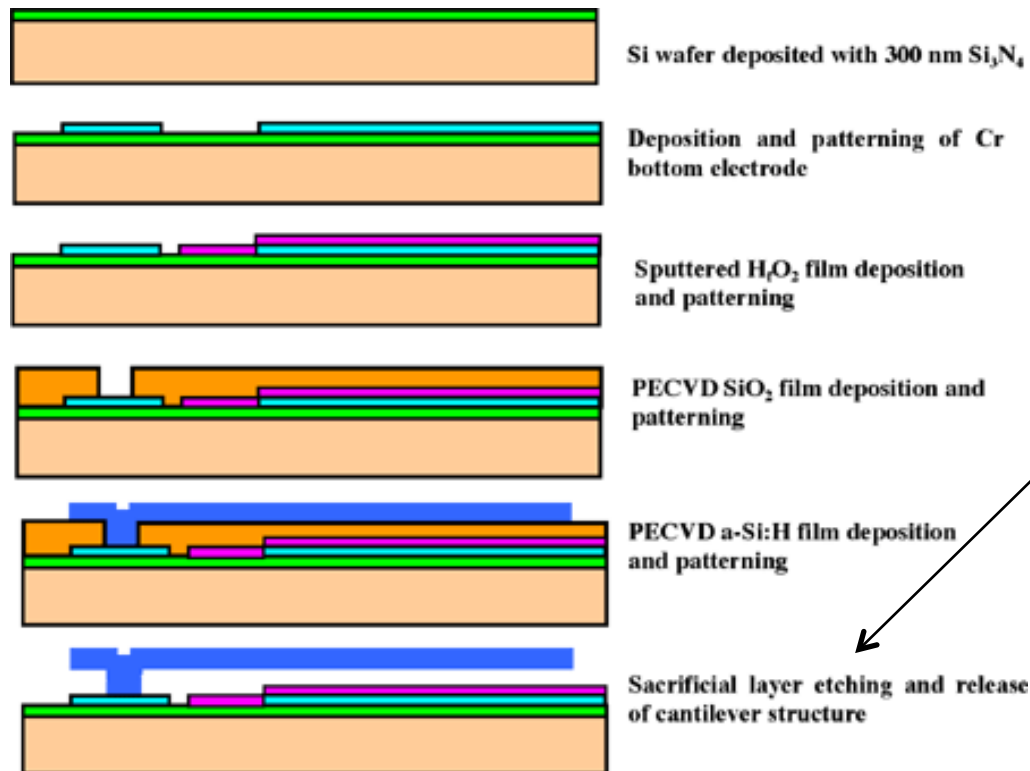 Si wafer deposited with 300 nm Si₃N₄
Deposition and patterning of Cr
bottom electrode
Sputtered HfO₂ film deposition
and patterning
PECVD SiO₂ film deposition and
patterning
PECVD a-Si:H film deposition
and patterning
Sacrificial layer etching and release
of cantilever structure